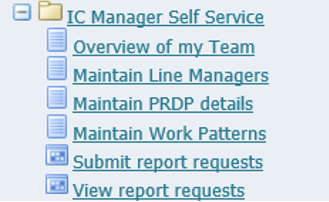 IC Manager Self Service
Overview of my Team
Maintain Line Managers
Maintain PRDP details
Maintain Work Patterns
Submit report requests
View report requests